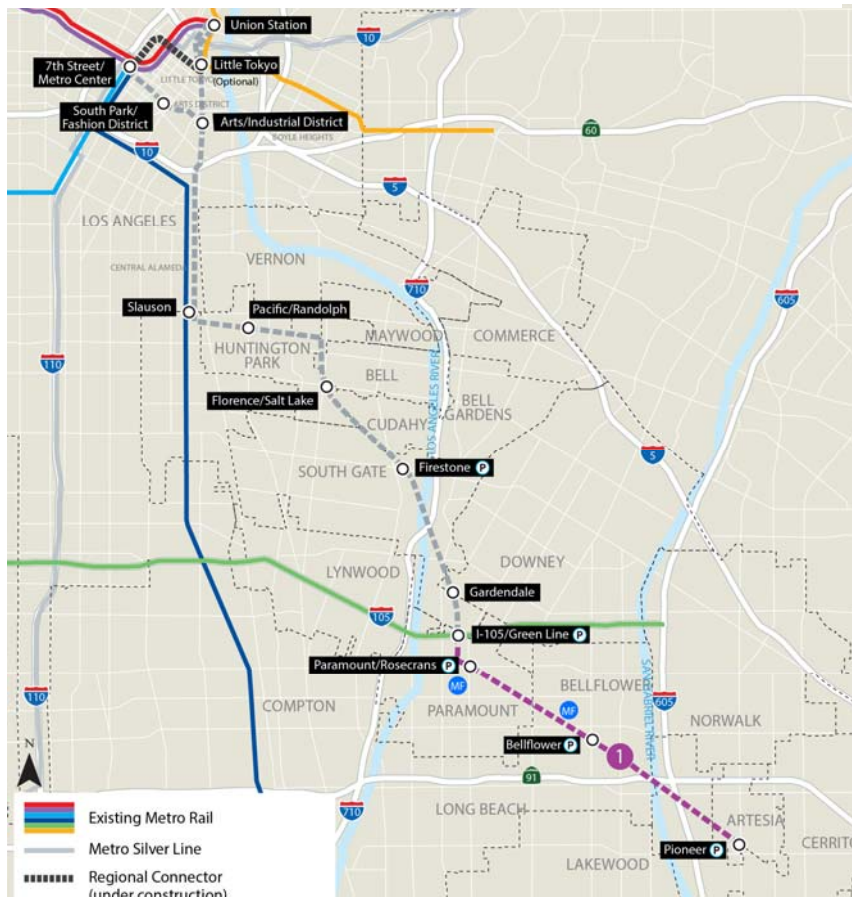 Union Station
10
7th Street/
Metro Center
Little Tokyo
(Optional)
LITTLE TOKYO
ARTS DISTRICT
South Park/
Fashion District
Arts/Industrial District
BOYLE HEIGHTS
60
10
5
LOS ANGELES
VERNON
CENTRAL ALAMEDA
710
605
Slauson
Pacific/Randolph
MAYWOOD
COMMERCE
HUNTINGTON
PARK
110
BELL
LOS ANGELES RIVER
Florence/Salt Lake
BELL
GARDENS
CUDAHY
5
SOUTH GATE
Firestone P
LYNWOOD
DOWNEY
Gardendale
105
I-105/Green Line P
Paramount/Rosecrans P
MF
BELLFLOWER
SAN GABRIEL RIVER
110
COMPTON
PARAMOUNT
MF
605
NORWALK
Bellflower P
1
N
91
710
LONG BEACH
ARTESIA
Pioneer P
CERRITO
LAKEWOOD
Existing Metro Rail
Metro Silver Line
Regional Connector
(under construction)